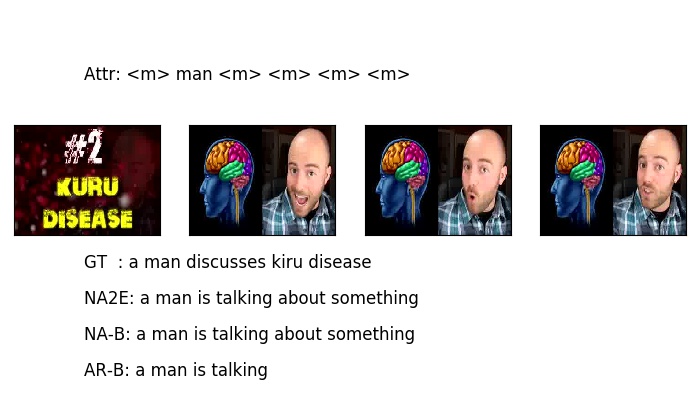 Attr: <m> man <m> <m> <m> <m>
#2
KURU
DISEASE
GT : a man discusses kiru disease
NA2E: a man is talking about something
NA-B: a man is talking about something
AR-B: a man is talking